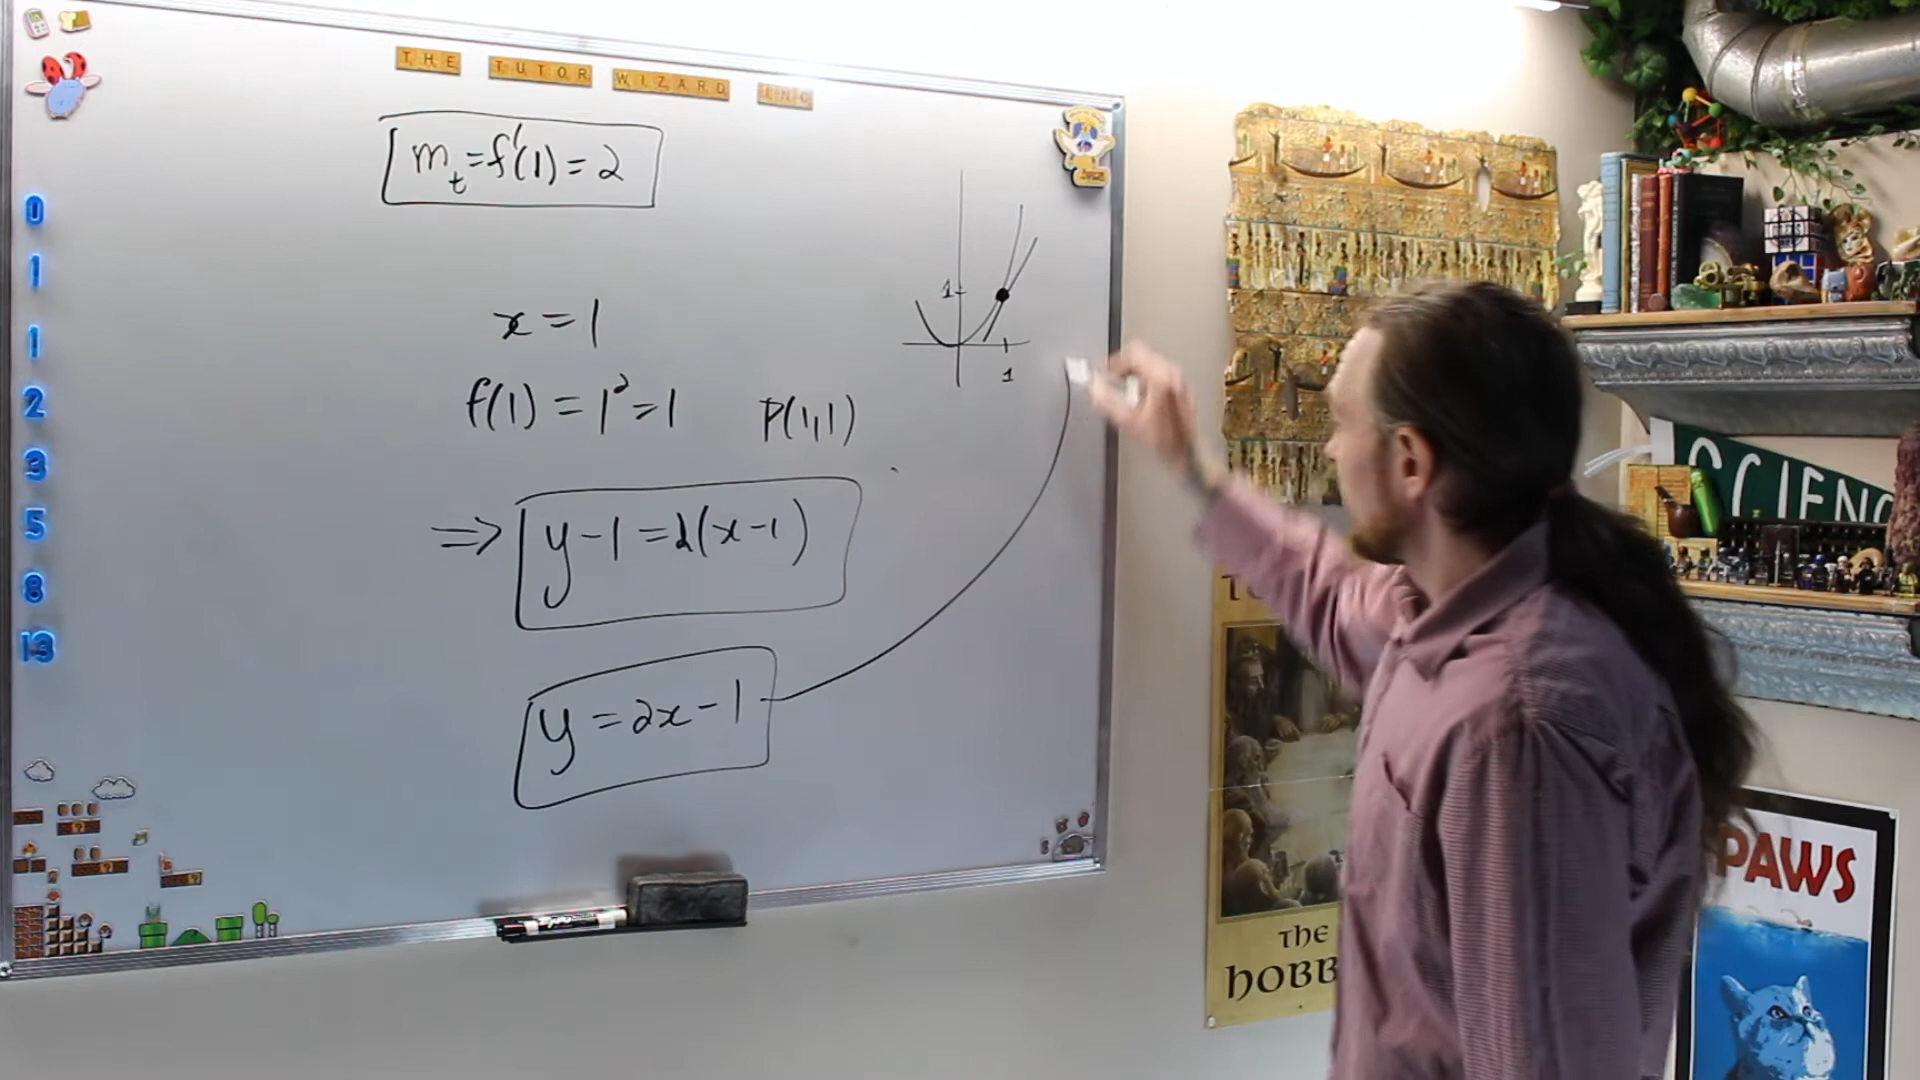 THE TUTOR WIZARD INC
m_t = f'(1) = 2
x = 1
f(1) = 1² = 1 P(1,1)
⇒ y - 1 = 2(x - 1)
y = 2x - 1
1
1
0
1
1
2
3
5
8
13
SCIENC
THE
hOBB
PAWS